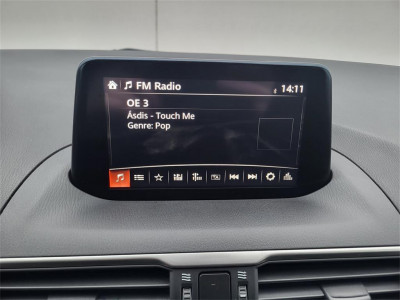 FM Radio 14:11
OE 3
Ásdis - Touch Me
Genre: Pop